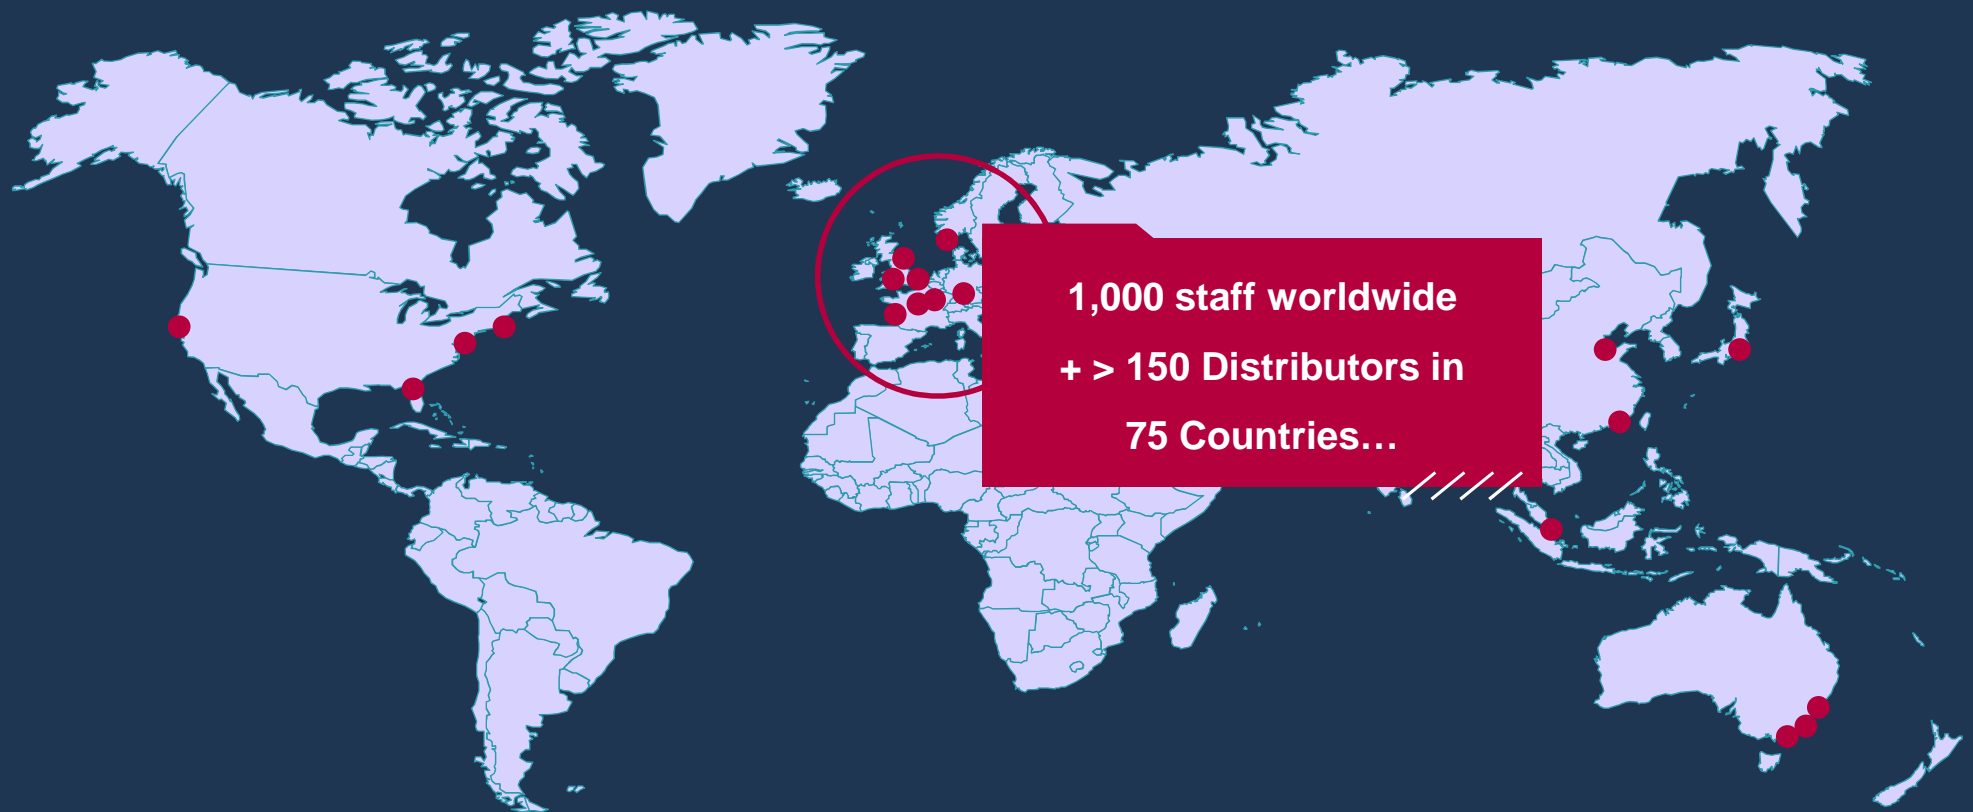 1,000 staff worldwide
+ > 150 Distributors in
75 Countries…